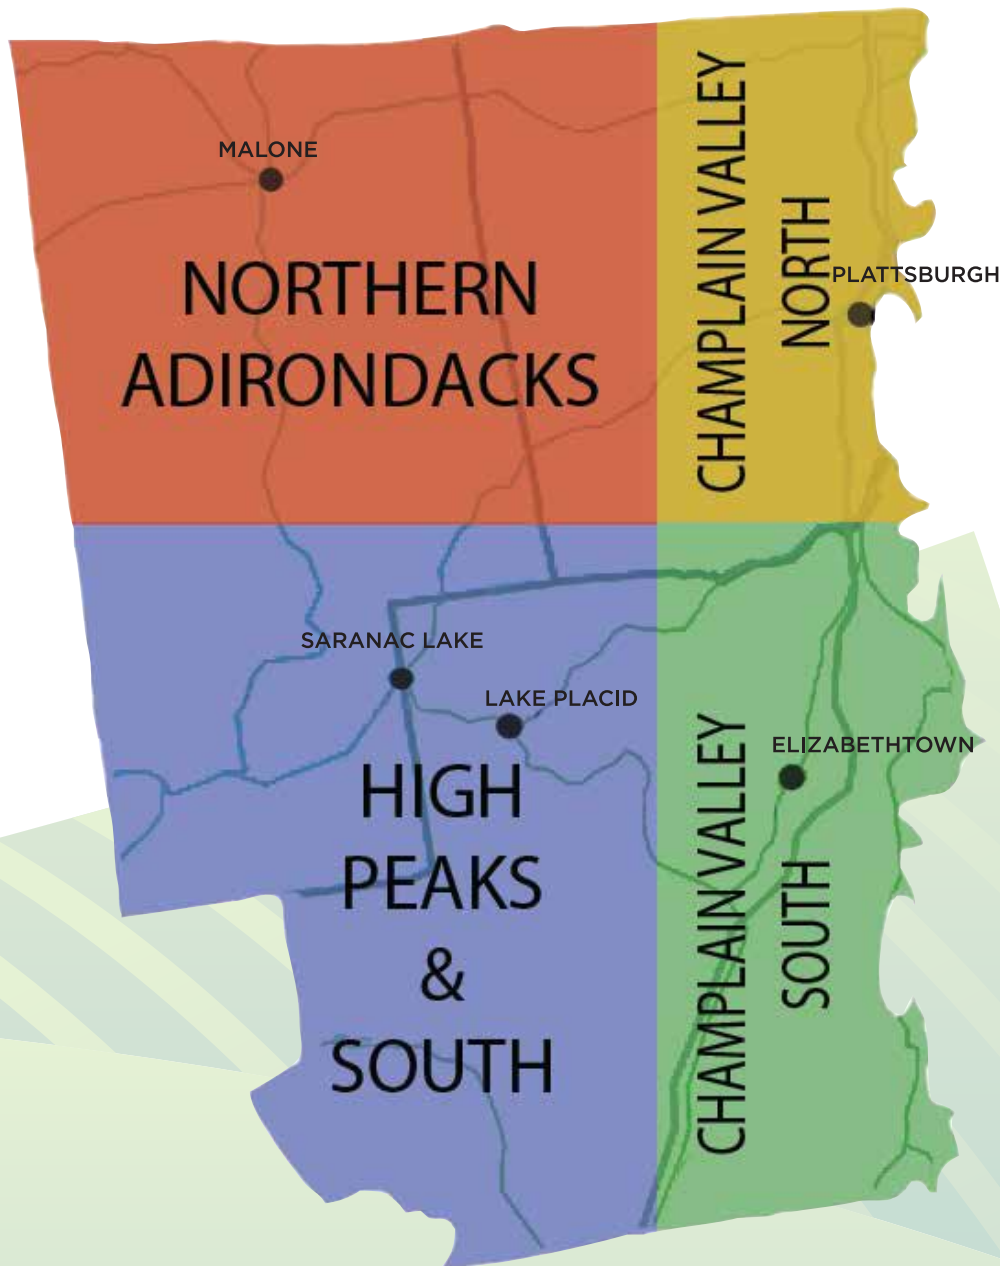 MALONE
NORTHERN
ADIRONDACKS
CHAMPLAIN VALLEY
NORTH
PLATTSBURGH
SARANAC LAKE
LAKE PLACID
HIGH
PEAKS
&
SOUTH
ELIZABETHTOWN
CHAMPLAIN VALLEY
SOUTH